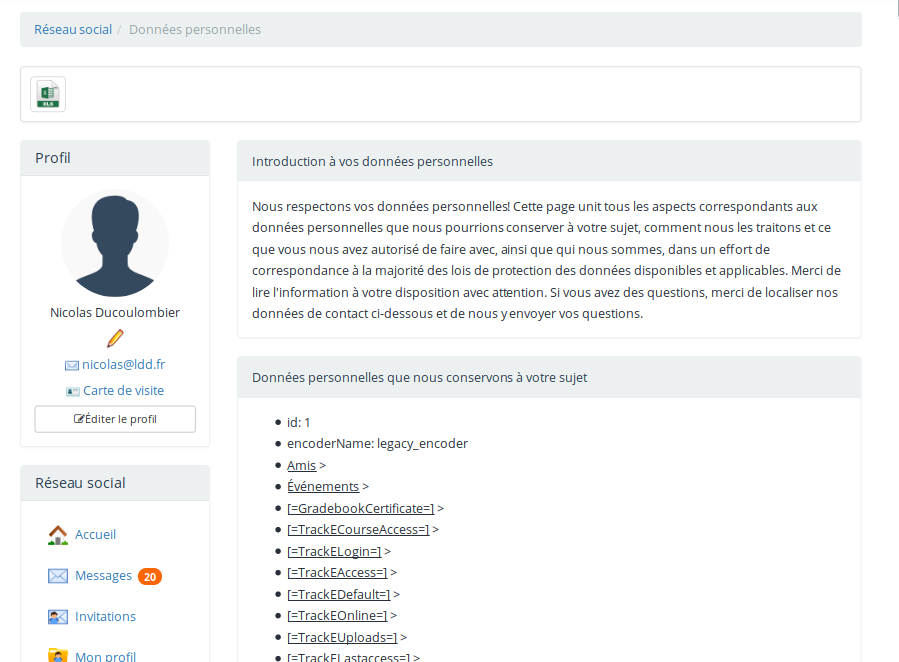 Réseau social / Données personnelles
XLS
Profil
Nicolas Ducoulombier
nicolas@ldd.fr
Carte de visite
Éditer le profil
Réseau social
Accueil
Messages 20
Invitations
Mon profil
Introduction à vos données personnelles
Nous respectons vos données personnelles! Cette page unit tous les aspects correspondants aux
données personnelles que nous pourrions conserver à votre sujet, comment nous les traitons et ce
que vous nous avez autorisé de faire avec, ainsi que qui nous sommes, dans un effort de
correspondance à la majorité des lois de protection des données disponibles et applicables. Merci de
lire l'information à votre disposition avec attention. Si vous avez des questions, merci de localiser nos
données de contact ci-dessous et de nous y envoyer vos questions.
Données personnelles que nous conservons à votre sujet
• id: 1
• encoderName: legacy_encoder
• Amis >
• Événements >
• [=GradebookCertificate=] >
• [=TrackECourseAccess=] >
• [=TrackELogin=] >
• [=TrackEAccess=] >
• [=TrackEDefault=] >
• [=TrackEOnline=] >
• [=TrackEUploads=] >
• [=TrackELastaccess=] >